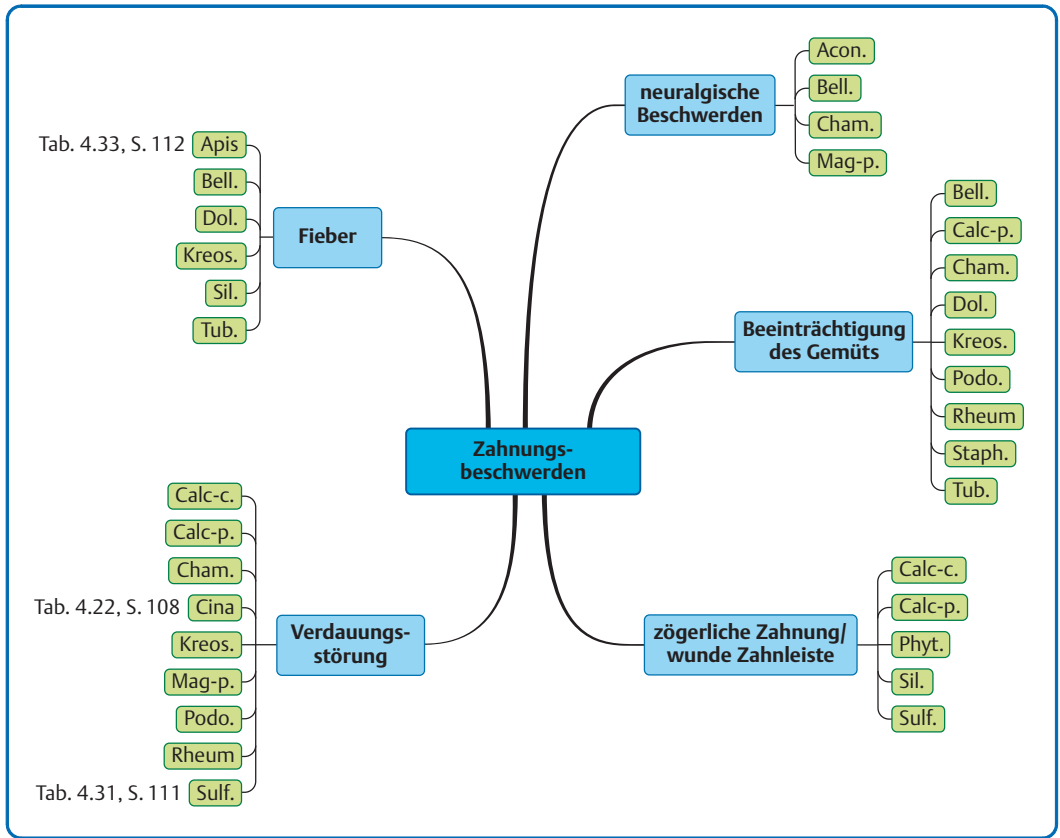 Zahnungs-
beschwerden
neuralgische
Beschwerden
Acon.
Bell.
Cham.
Mag-p.
Beeinträchtigung
des Gemüts
Bell.
Calc-p.
Cham.
Dol.
Kreos.
Podo.
Rheum
Staph.
Tub.
zögerliche Zahnung/
wunde Zahnleiste
Calc-c.
Calc-p.
Phyt.
Sil.
Sulf.
Verdauungs-
störung
Calc-c.
Calc-p.
Cham.
Tab. 4.22, S. 108 Cina
Kreos.
Mag-p.
Podo.
Rheum
Tab. 4.31, S. 111 Sulf.
Fieber
Tab. 4.33, S. 112 Apis
Bell.
Dol.
Kreos.
Sil.
Tub.